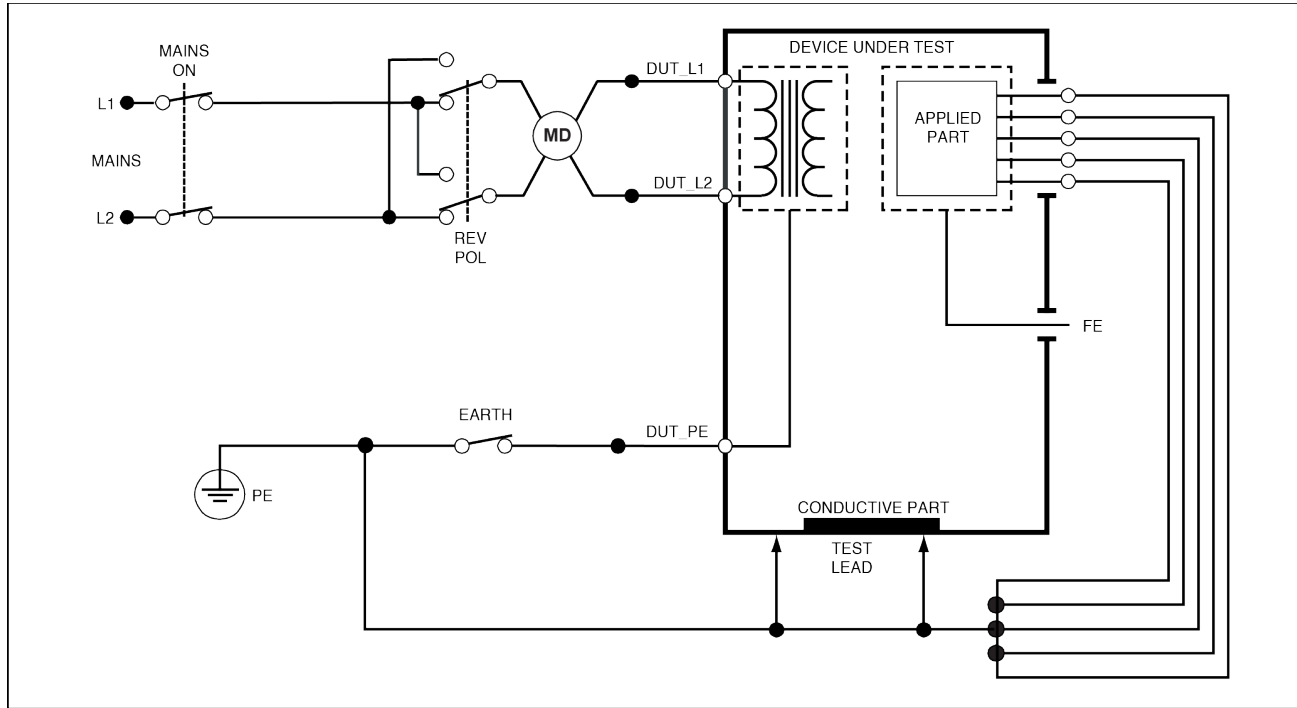 DEVICE UNDER TEST
MAINS
ON
DUT_L1
L1
APPLIED
PART
MD
MAINS
DUT_L2
L2
REV
POL
FE
EARTH
DUT_PE
PE
CONDUCTIVE PART
TEST
LEAD